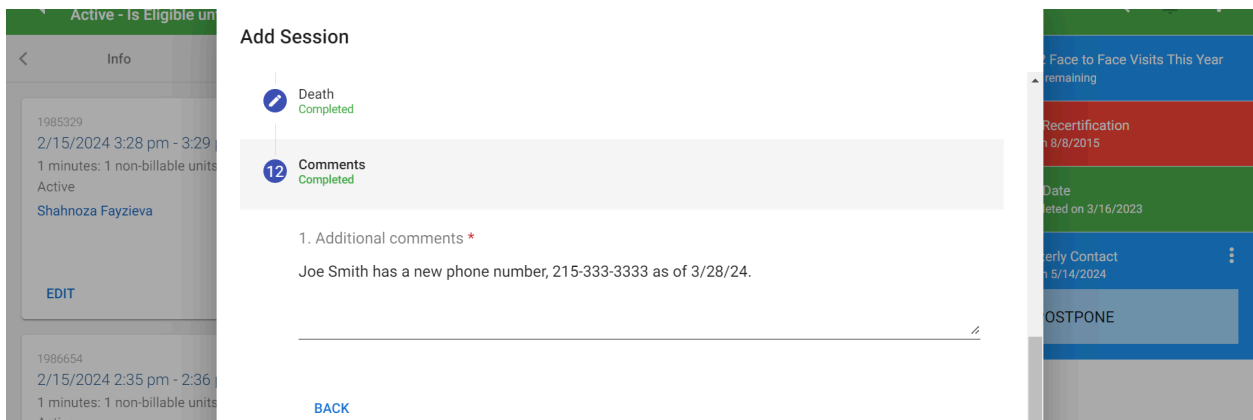 Active - Is Eligible un
Add Session
Info
Death
Completed
12
Comments
Completed
1. Additional comments *
Joe Smith has a new phone number, 215-333-3333 as of 3/28/24.
BACK
1985329
2/15/2024 3:28 pm - 3:29
1 minutes: 1 non-billable units
Active
Shahnoza Fayzieva
EDIT
1986654
2/15/2024 2:35 pm - 2:36
1 minutes: 1 non-billable units
Face to Face Visits This Year
remaining
Recertification
8/8/2015
Date
eted on 3/16/2023
erly Contact
5/14/2024
OSTPONE